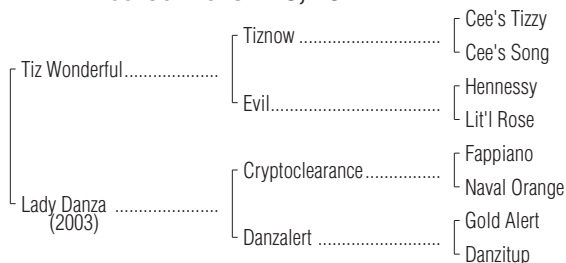 Cee's Tizzy
Tiznow
Cee's Song
Tiz Wonderful
Hennessy
Evil
Lit'l Rose
Fappiano
Cryptoclearance
Naval Orange
Lady Danza
(2003)
Gold Alert
Danzalert
Danzitup